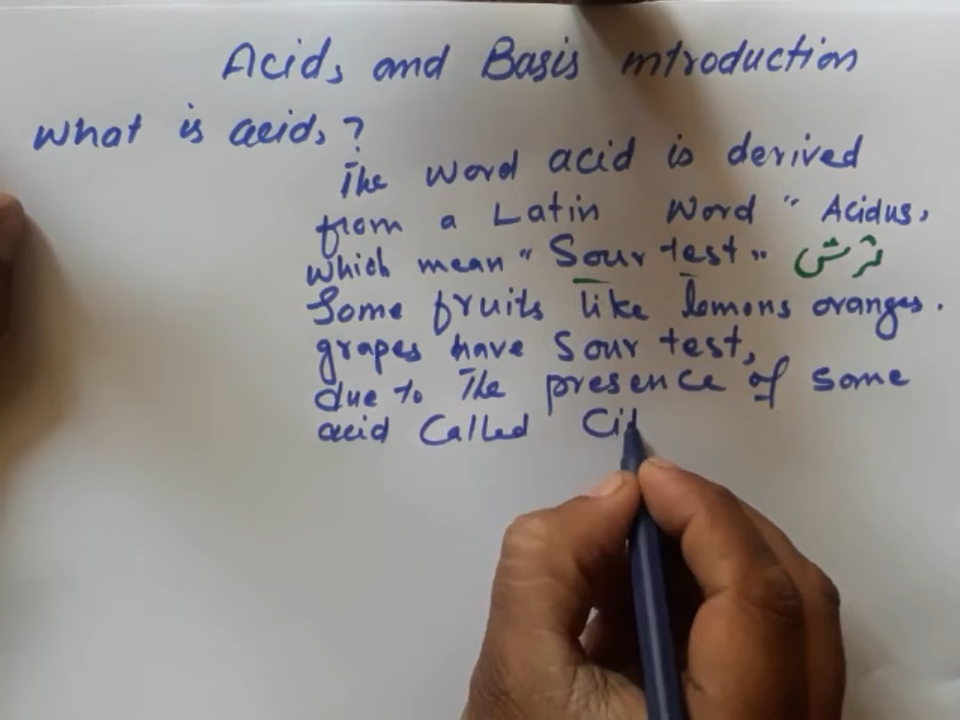 Acids and Basis introduction
What is acids?
The word acid is derived
from a Latin Word "Acidus,
which mean "Sour test" ترش
Some fruits like lemons oranges.
grapes have Sour test,
due to The presence of some
acid Called Cit